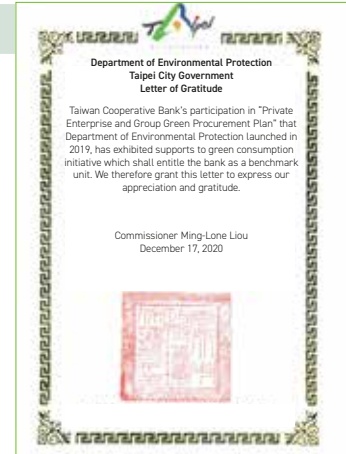 Taipei
Department of Environmental Protection
Taipei City Government
Letter of Gratitude
Taiwan Cooperative Bank's participation in "Private
Enterprise and Group Green Procurement Plan" that
Department of Environmental Protection launched in
2019, has exhibited supports to green consumption
initiative which shall entitle the bank as a benchmark
unit. We therefore grant this letter to express our
appreciation and gratitude.
Commissioner Ming-Lone Liou
December 17, 2020